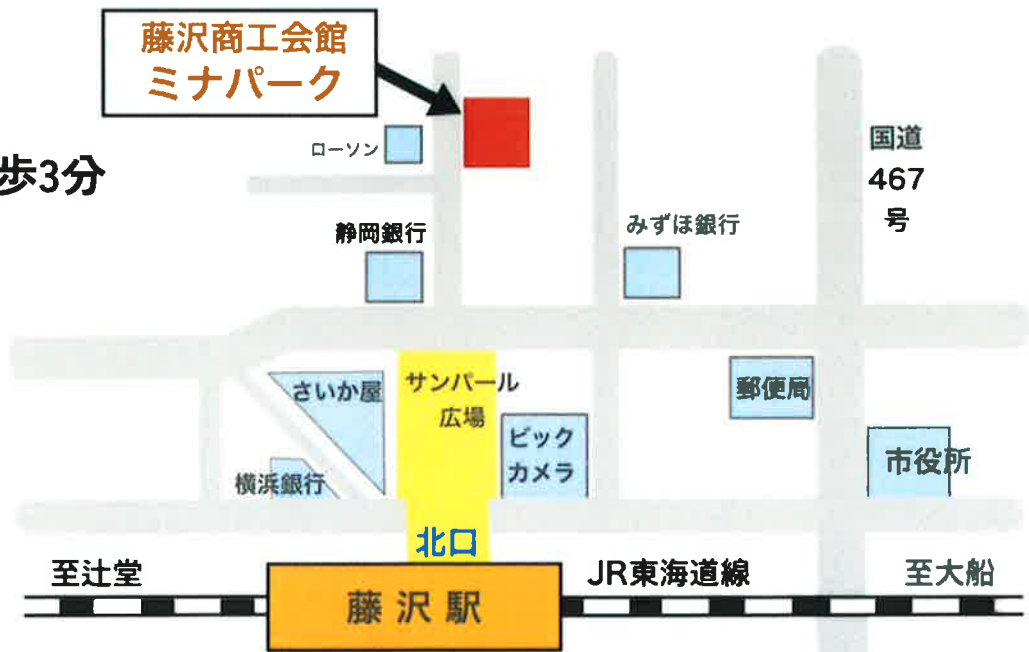 藤沢商工会館
ミナパーク
ローソン
歩3分
国道
467
号
静岡銀行
みずほ銀行
さいか屋
サンパール
広場
郵便局
ビック
カメラ
市役所
横浜銀行
北口
至辻堂
JR東海道線
至大船
藤沢駅